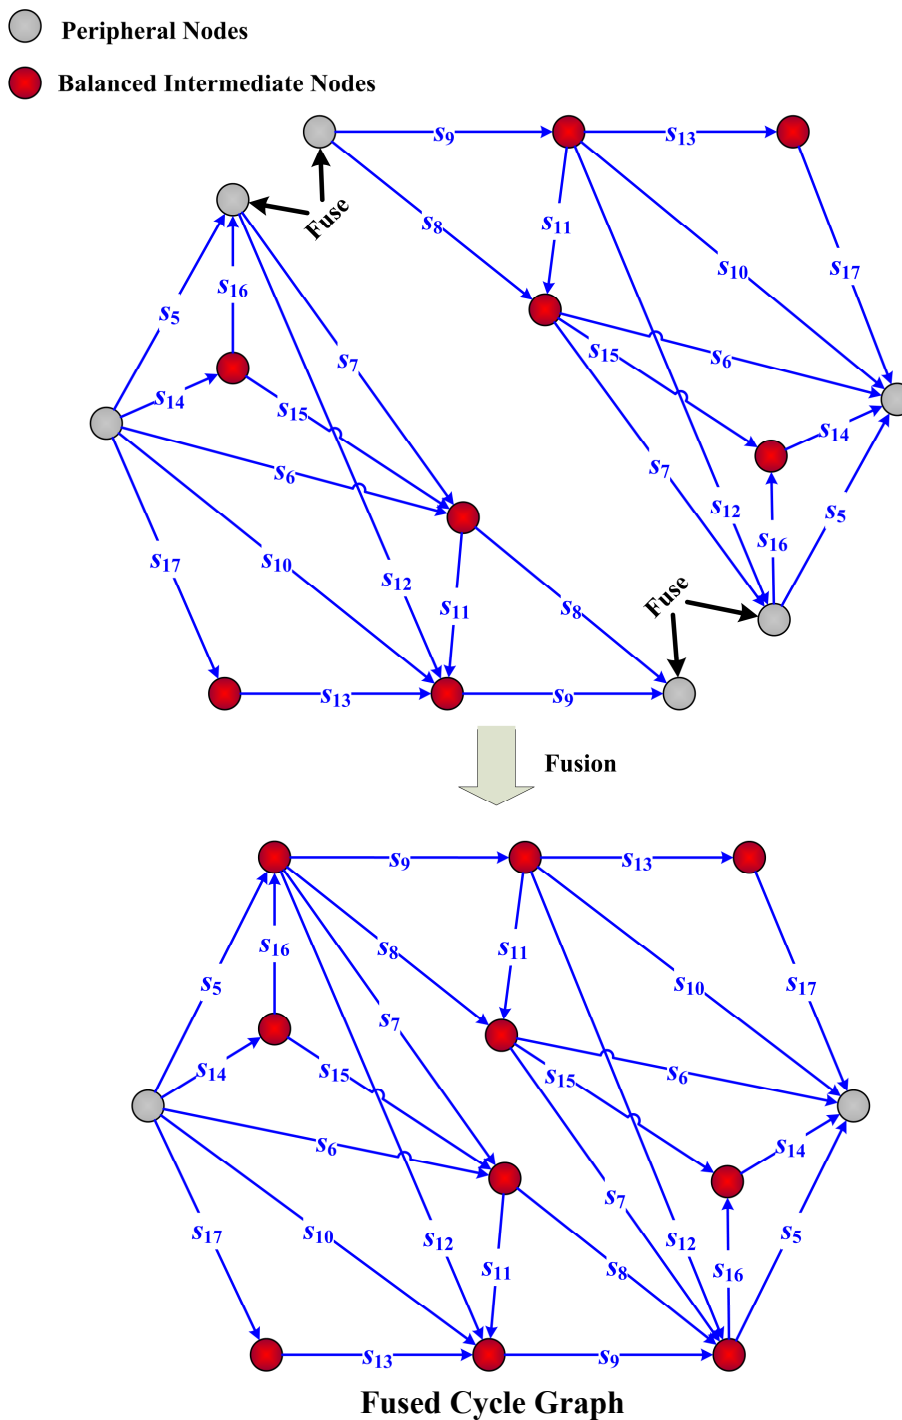 Peripheral Nodes
Balanced Intermediate Nodes
s9 s13
Fuse
s8 s11
s16 s10 s17
s5
s7 s15 s6
s14 s15
s14
s6 s7
s12 s5
s17 s10 s16
s12 Fuse
s11 s8
s13 s9
Fusion
s9 s13
s16 s8 s11
s5 s10 s17
s7
s14 s15 s15 s6
s6 s14
s7
s17 s10 s12 s12 s5
s11 s8 s16
s13 s9
Fused Cycle Graph